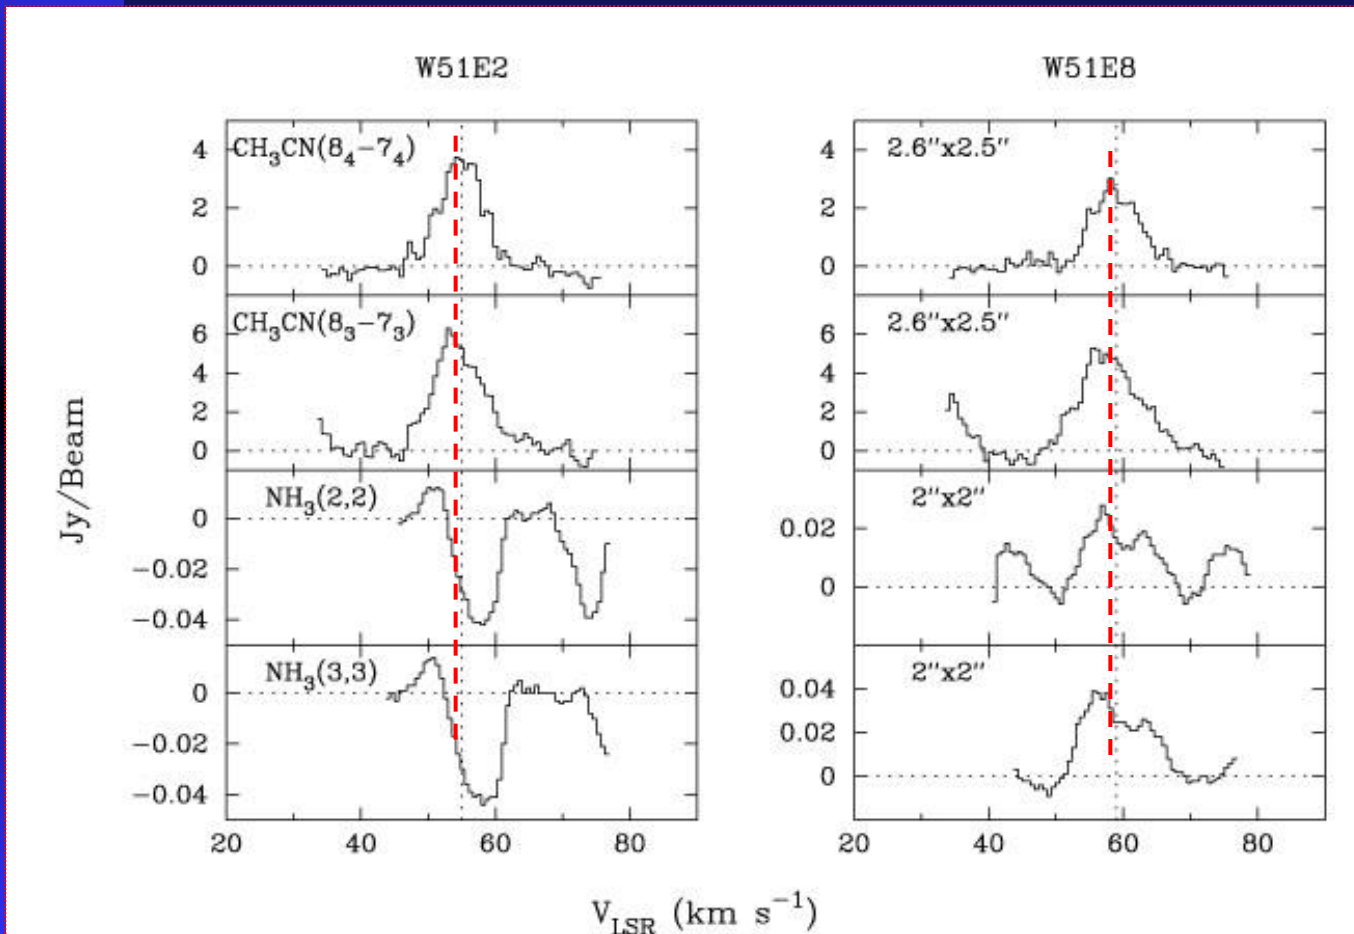 W51E2
W51E8
CH₃CN(8₄−7₄)
4
2
0
2.6"x2.5"
4
2
0
CH₃CN(8₃−7₃)
6
4
2
0
2.6"x2.5"
6
4
2
0
Jy/Beam
NH₃(2,2)
0
−0.02
−0.04
2"x2"
0.02
0
NH₃(3,3)
0
−0.02
−0.04
2"x2"
0.04
0.02
0
20 40 60 80
20 40 60 80
V_LSR (km s⁻¹)